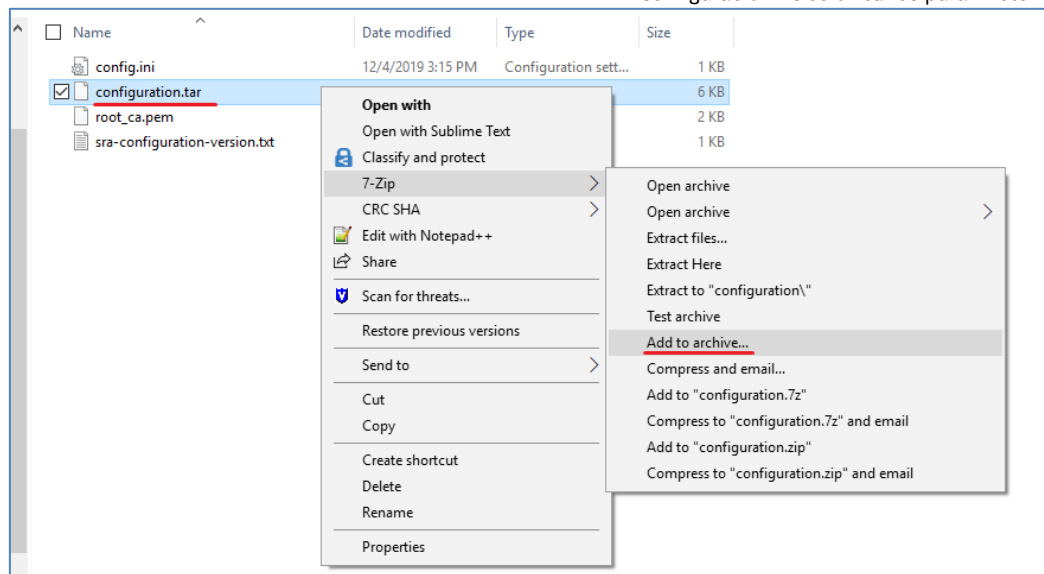 Name Date modified Type Size
config.ini 12/4/2019 3:15 PM Configuration sett... 1 KB
configuration.tar 6 KB
root_ca.pem 2 KB
sra-configuration-version.txt 1 KB
Open with
Open with Sublime Text
Classify and protect
7-Zip
CRC SHA
Edit with Notepad++
Share
Scan for threats...
Restore previous versions
Send to
Cut
Copy
Create shortcut
Delete
Rename
Properties
Open archive
Open archive
Extract files...
Extract Here
Extract to "configuration\"
Test archive
Add to archive...
Compress and email...
Add to "configuration.7z"
Compress to "configuration.7z" and email
Add to "configuration.zip"
Compress to "configuration.zip" and email